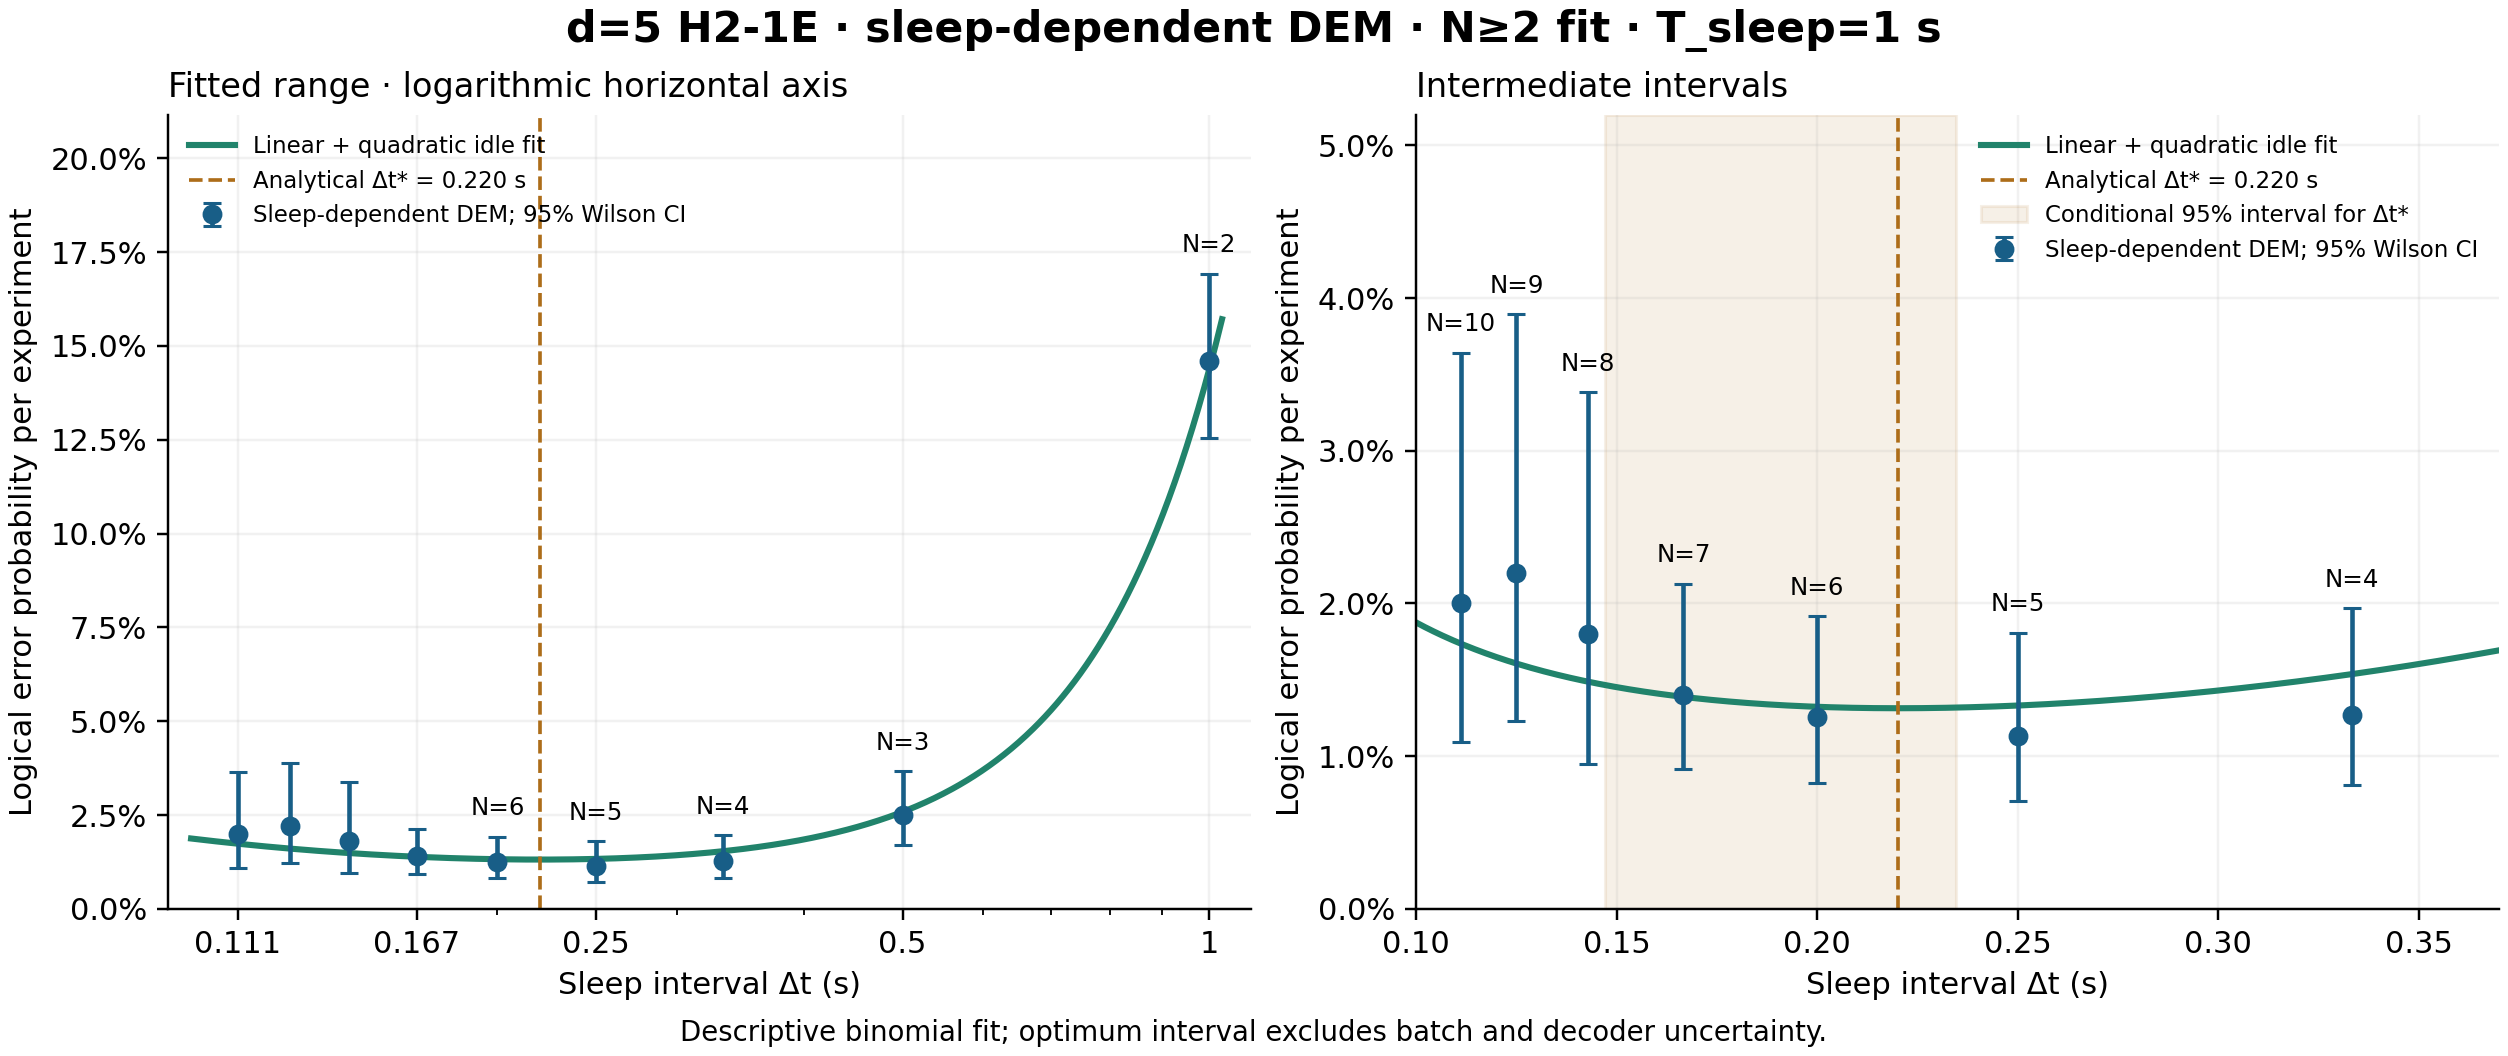 d=5 H2-1E · sleep-dependent DEM · N≥2 fit · T_sleep=1 s
Fitted range · logarithmic horizontal axis
Linear + quadratic idle fit
Analytical Δt* = 0.220 s
Sleep-dependent DEM; 95% Wilson CI
Logical error probability per experiment
20.0%
17.5%
15.0%
12.5%
10.0%
7.5%
5.0%
2.5%
0.0%
N=6
N=5
N=4
N=3
N=2
0.111
0.167
0.25
0.5
1
Sleep interval Δt (s)
Intermediate intervals
Linear + quadratic idle fit
Analytical Δt* = 0.220 s
Conditional 95% interval for Δt*
Sleep-dependent DEM; 95% Wilson CI
Logical error probability per experiment
5.0%
4.0%
3.0%
2.0%
1.0%
0.0%
N=10
N=9
N=8
N=7
N=6
N=5
N=4
0.10
0.15
0.20
0.25
0.30
0.35
Sleep interval Δt (s)
Descriptive binomial fit; optimum interval excludes batch and decoder uncertainty.